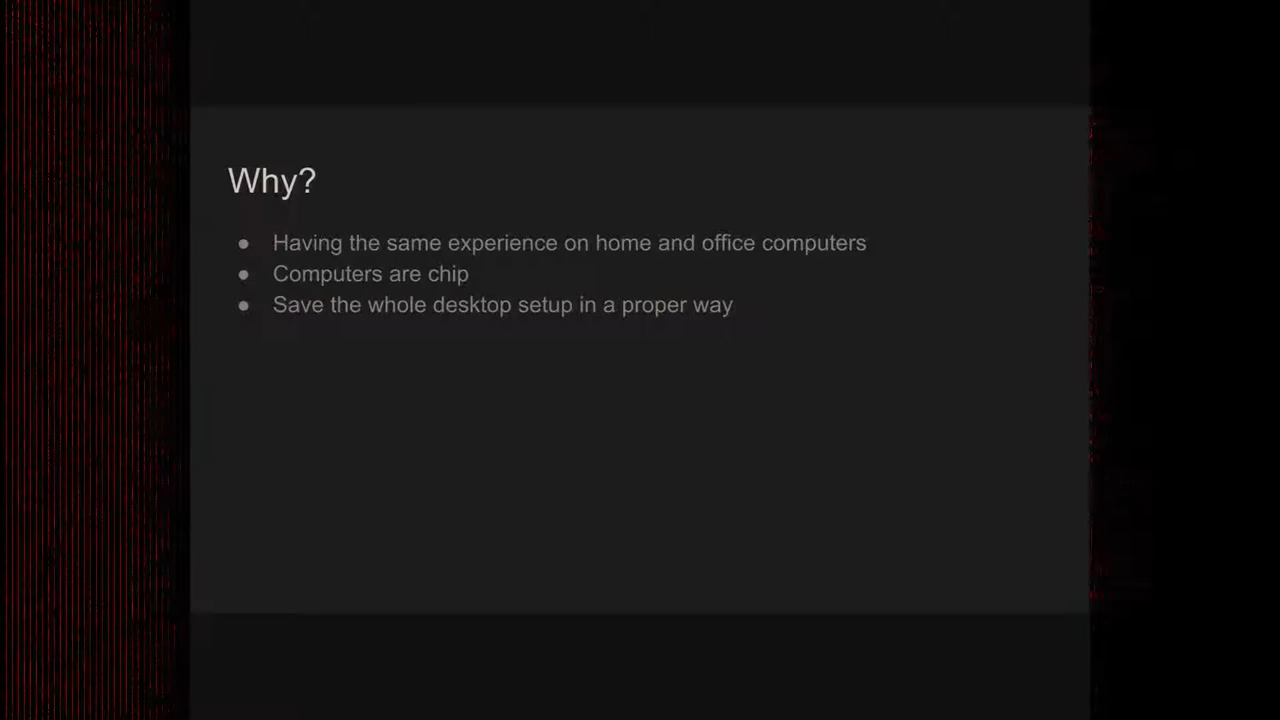 Why?
● Having the same experience on home and office computers
● Computers are chip
● Save the whole desktop setup in a proper way